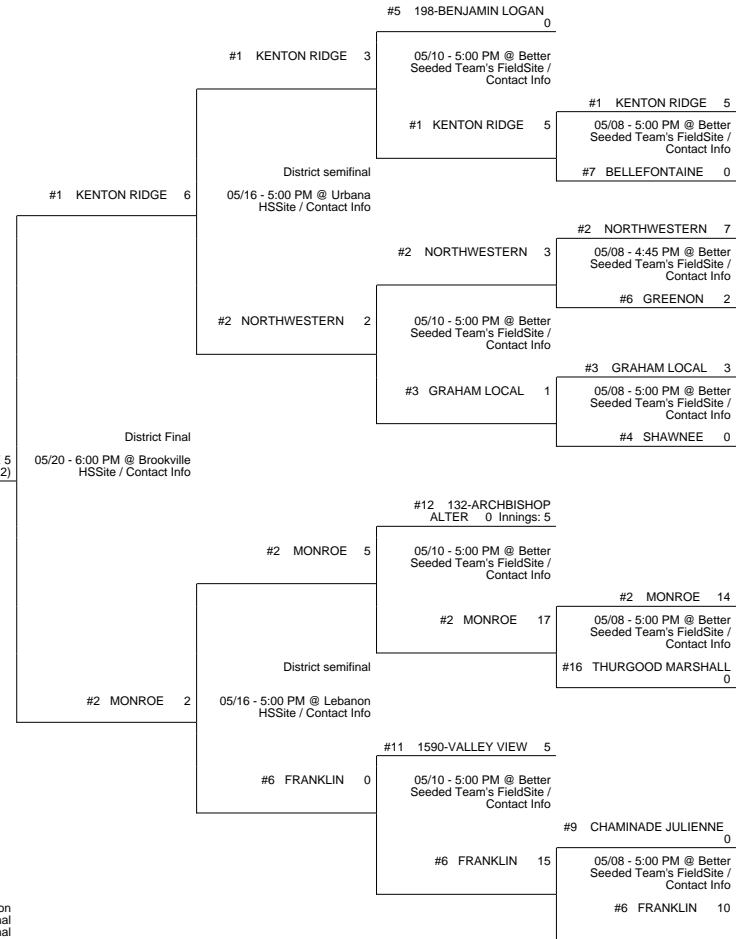 #5 198-BENJAMIN LOGAN
0
#1 KENTON RIDGE 3
05/10 - 5:00 PM @ Better
Seeded Team's FieldSite /
Contact Info
#1 KENTON RIDGE 5
#1 KENTON RIDGE 5
05/08 - 5:00 PM @ Better
Seeded Team's FieldSite /
Contact Info
#7 BELLEFONTAINE 0
District semifinal
05/16 - 5:00 PM @ Urbana
HSSite / Contact Info
#1 KENTON RIDGE 6
#2 NORTHWESTERN 7
05/08 - 4:45 PM @ Better
Seeded Team's FieldSite /
Contact Info
#6 GREENON 2
#2 NORTHWESTERN 3
#2 NORTHWESTERN 2
05/10 - 5:00 PM @ Better
Seeded Team's FieldSite /
Contact Info
#3 GRAHAM LOCAL 3
05/08 - 5:00 PM @ Better
Seeded Team's FieldSite /
Contact Info
#4 SHAWNEE 0
#3 GRAHAM LOCAL 1
District Final
05/20 - 6:00 PM @ Brookville
HSSite / Contact Info
5
2)
#12 132-ARCHBISHOP
ALTER 0 Innings: 5
#2 MONROE 5
05/10 - 5:00 PM @ Better
Seeded Team's FieldSite /
Contact Info
#2 MONROE 17
#2 MONROE 14
05/08 - 5:00 PM @ Better
Seeded Team's FieldSite /
Contact Info
#16 THURGOOD MARSHALL
0
District semifinal
05/16 - 5:00 PM @ Lebanon
HSSite / Contact Info
#2 MONROE 2
#11 1590-VALLEY VIEW 5
#6 FRANKLIN 0
05/10 - 5:00 PM @ Better
Seeded Team's FieldSite /
Contact Info
#9 CHAMINADE JULIENNE
0
05/08 - 5:00 PM @ Better
Seeded Team's FieldSite /
Contact Info
#6 FRANKLIN 15
#6 FRANKLIN 10
on
nal
nal